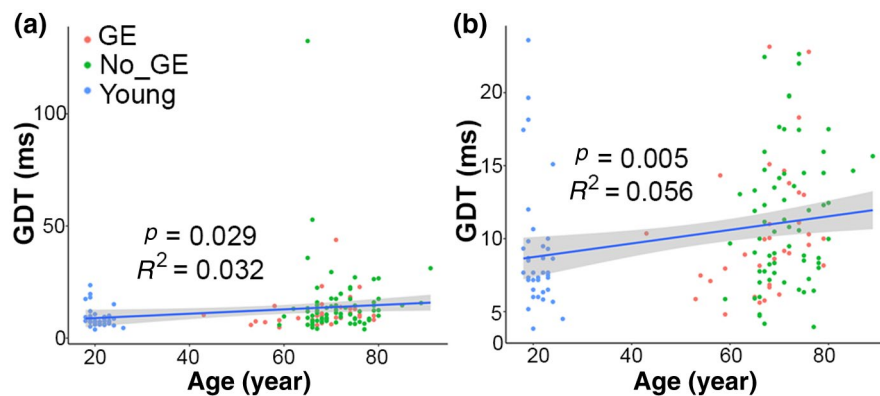 (a)
GE
No_GE
Young
GDT (ms)
100
50
0
p = 0.029
R² = 0.032
20 40 60 80
Age (year)
(b)
GDT (ms)
20
15
10
5
0
p = 0.005
R² = 0.056
20 40 60 80
Age (year)